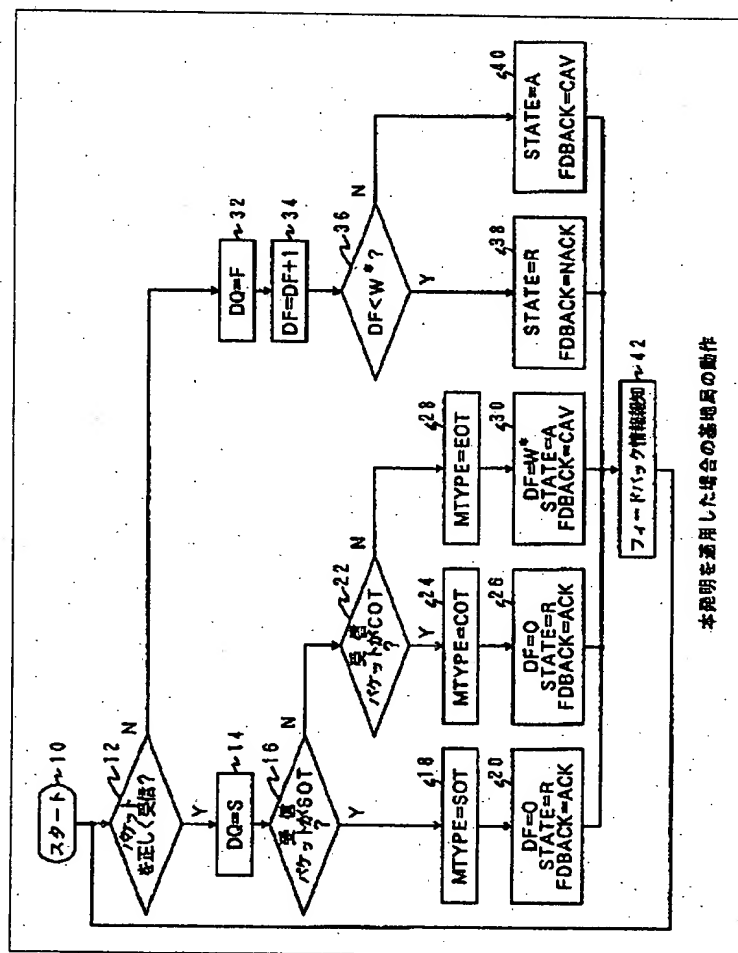 スタート
10
パケット
を正しく受信?
12
Y
N
DQ=S
14
受信
パケットがSOT
?
16
Y
N
MTYPE=SOT
18
DF=0
STATE=R
FDBACK=ACK
20
受信
パケットがCOT
?
22
Y
N
MTYPE=COT
24
DF=0
STATE=R
FDBACK=ACK
26
MTYPE=EOT
28
DF=W*
STATE=A
FDBACK=CAV
30
DQ=F
32
DF=DF+1
34
DF<W*?
36
Y
N
STATE=R
FDBACK=NACK
38
STATE=A
FDBACK=CAV
40
フィードバック情報報知
42
本発明を適用した場合の基地局の動作